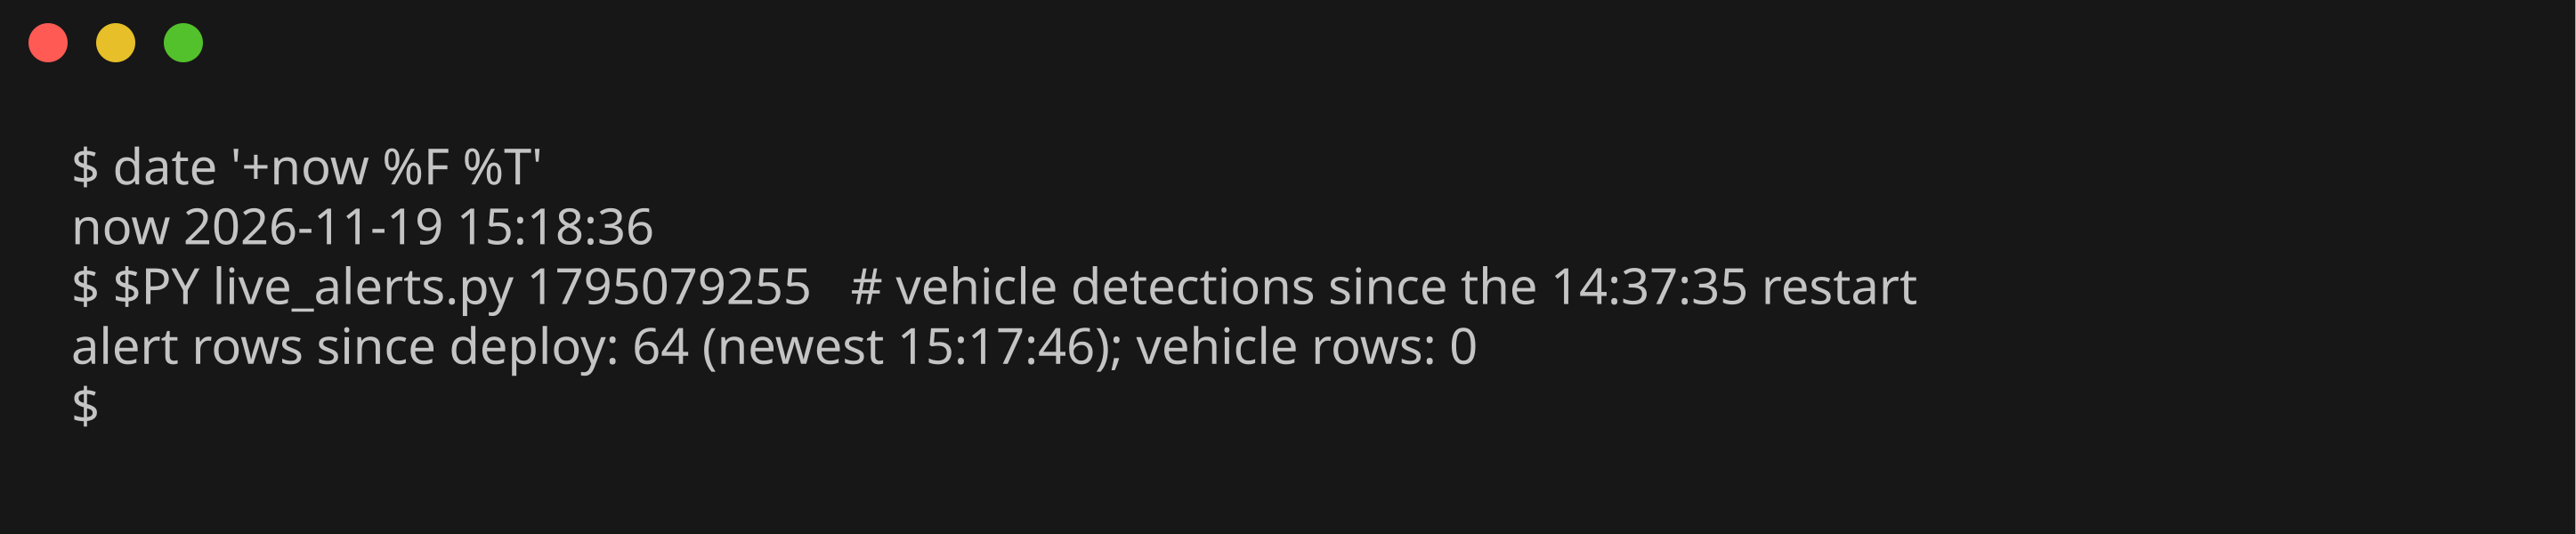 $ date '+now %F %T'
now 2026-11-19 15:18:36
$ $PY live_alerts.py 1795079255   # vehicle detections since the 14:37:35 restart
alert rows since deploy: 64 (newest 15:17:46); vehicle rows: 0
$